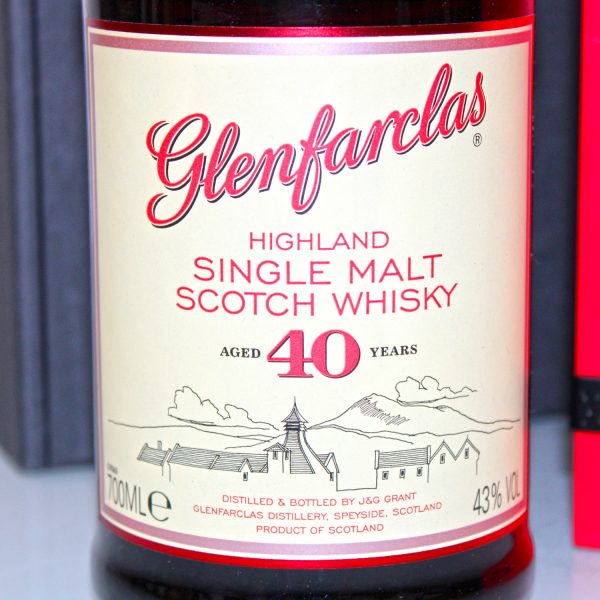 Glenfarclas®
HIGHLAND
SINGLE MALT
SCOTCH WHISKY
AGED 40 YEARS
700ML℮
DISTILLED & BOTTLED BY J&G GRANT
GLENFARCLAS DISTILLERY, SPEYSIDE, SCOTLAND
PRODUCT OF SCOTLAND
43% VOL